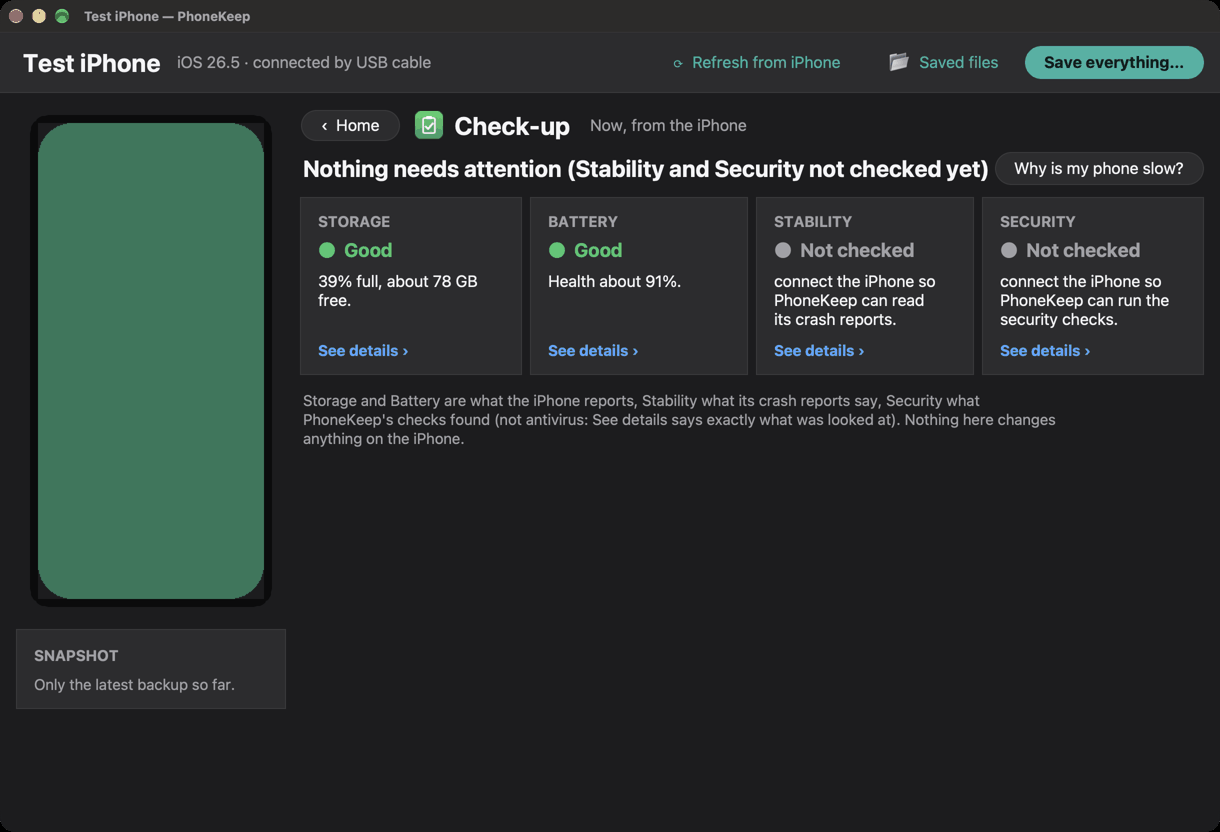 Test iPhone — PhoneKeep
Test iPhone iOS 26.5 · connected by USB cable
Refresh from iPhone
Saved files
Save everything...
‹ Home
Check-up
Now, from the iPhone
Nothing needs attention (Stability and Security not checked yet)
Why is my phone slow?
STORAGE
Good
39% full, about 78 GB
free.
See details ›
BATTERY
Good
Health about 91%.
See details ›
STABILITY
Not checked
connect the iPhone so
PhoneKeep can read
its crash reports.
See details ›
SECURITY
Not checked
connect the iPhone so
PhoneKeep can run the
security checks.
See details ›
Storage and Battery are what the iPhone reports, Stability what its crash reports say, Security what
PhoneKeep's checks found (not antivirus: See details says exactly what was looked at). Nothing here changes
anything on the iPhone.
SNAPSHOT
Only the latest backup so far.